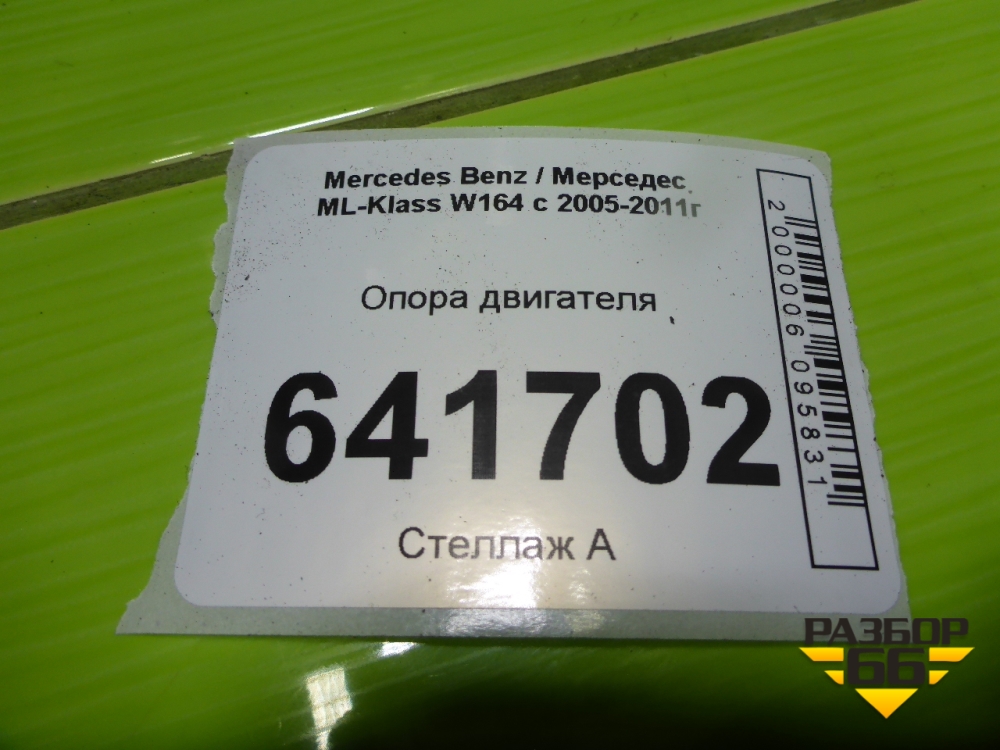 Mercedes Benz / Мерседес
ML-Klass W164 с 2005-2011г
Опора двигателя
641702
Стеллаж А
2000006095831
РАЗБОР
66